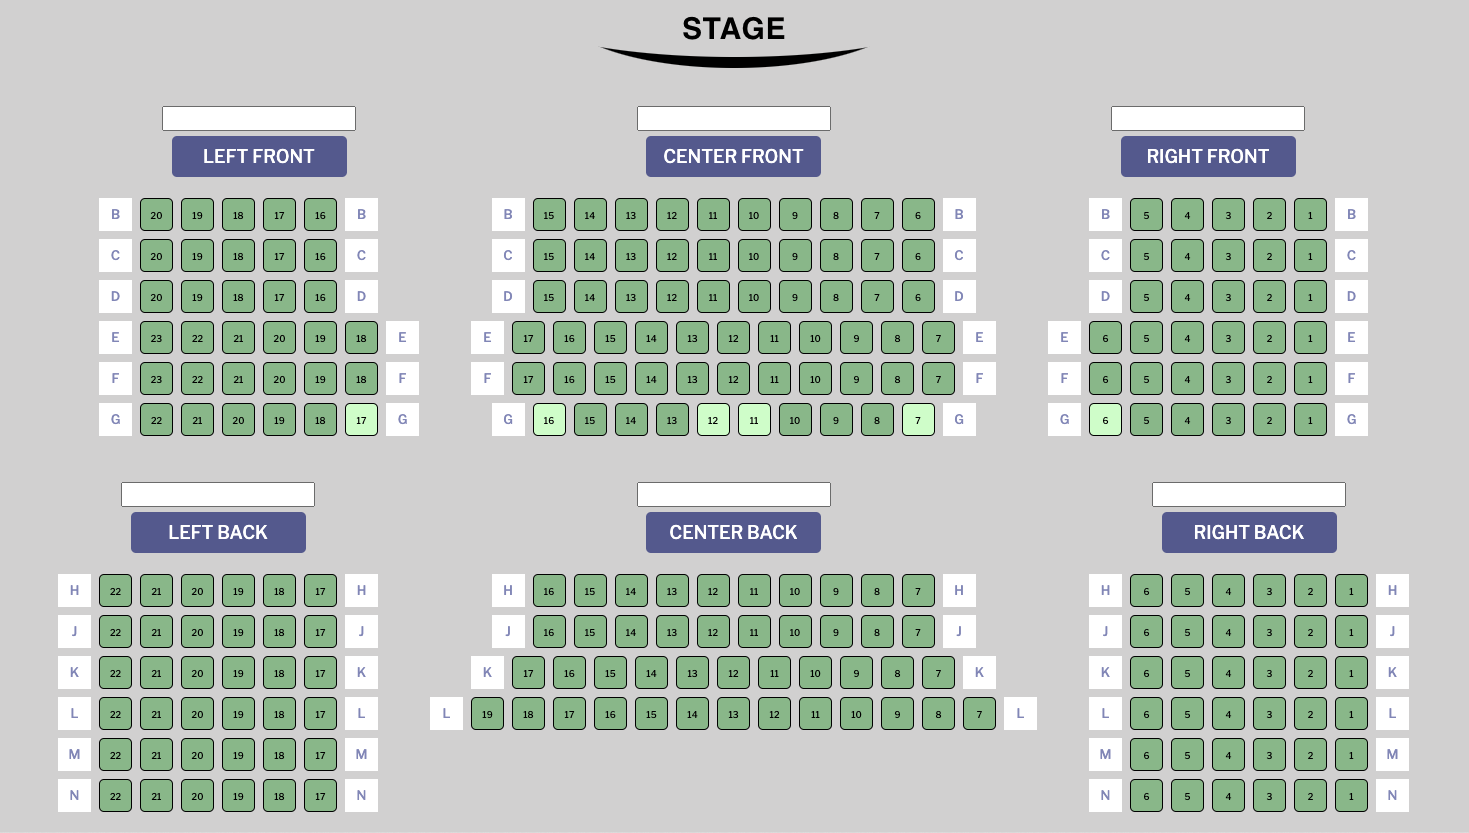 STAGE
LEFT FRONT CENTER FRONT RIGHT FRONT
B 20 19 18 17 16 B B 15 14 13 12 11 10 9 8 7 6 B B 5 4 3 2 1 B
C 20 19 18 17 16 C C 15 14 13 12 11 10 9 8 7 6 C C 5 4 3 2 1 C
D 20 19 18 17 16 D D 15 14 13 12 11 10 9 8 7 6 D D 5 4 3 2 1 D
E 23 22 21 20 19 18 E E 17 16 15 14 13 12 11 10 9 8 7 E E 6 5 4 3 2 1 E
F 23 22 21 20 19 18 F F 17 16 15 14 13 12 11 10 9 8 7 F F 6 5 4 3 2 1 F
G 22 21 20 19 18 17 G G 16 15 14 13 12 11 10 9 8 7 G G 6 5 4 3 2 1 G
LEFT BACK CENTER BACK RIGHT BACK
H 22 21 20 19 18 17 H H 16 15 14 13 12 11 10 9 8 7 H H 6 5 4 3 2 1 H
J 22 21 20 19 18 17 J J 16 15 14 13 12 11 10 9 8 7 J J 6 5 4 3 2 1 J
K 22 21 20 19 18 17 K K 17 16 15 14 13 12 11 10 9 8 7 K K 6 5 4 3 2 1 K
L 22 21 20 19 18 17 L L 19 18 17 16 15 14 13 12 11 10 9 8 7 L L 6 5 4 3 2 1 L
M 22 21 20 19 18 17 M M 6 5 4 3 2 1 M
N 22 21 20 19 18 17 N N 6 5 4 3 2 1 N